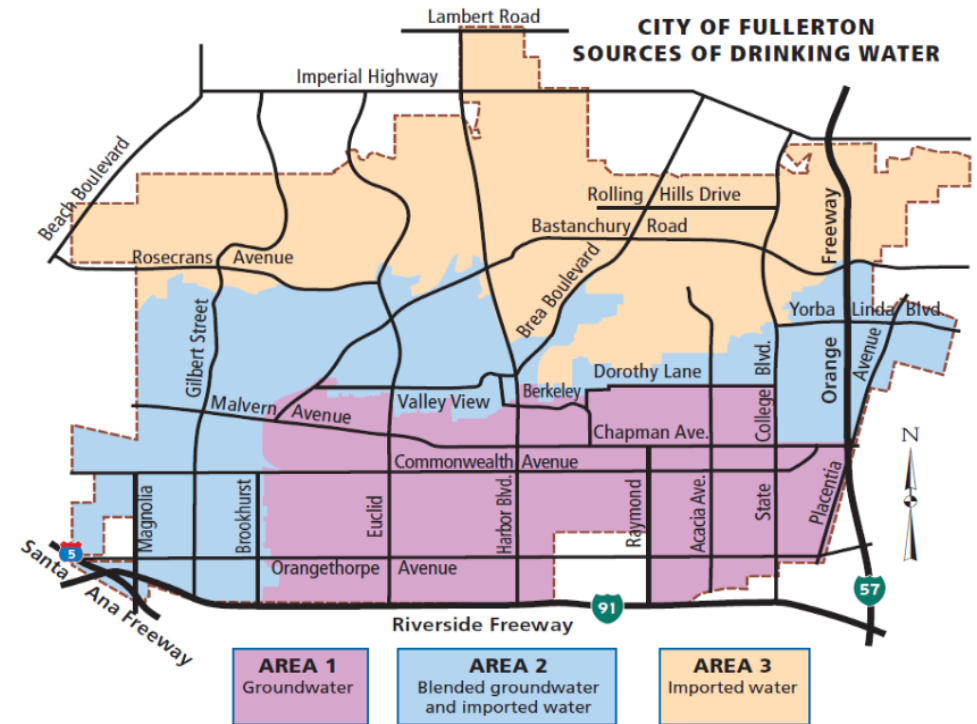 Lambert Road
CITY OF FULLERTON
SOURCES OF DRINKING WATER
Imperial Highway
Beach Boulevard
Rolling Hills Drive
Bastanchury Road
Rosecrans Avenue
Freeway
Brea Boulevard
Yorba Linda Blvd.
Gilbert Street
Orange
Avenue
Dorothy Lane
Blvd.
Berkeley
Valley View
Malvern Avenue
College
Chapman Ave.
N
Commonwealth Avenue
Magnolia
Brookhurst
Euclid
Harbor Blvd.
Raymond
Acacia Ave.
State
Placentia
5
Santa Ana Freeway
Orangethorpe Avenue
57
91
Riverside Freeway
AREA 1
Groundwater
AREA 2
Blended groundwater
and imported water
AREA 3
Imported water